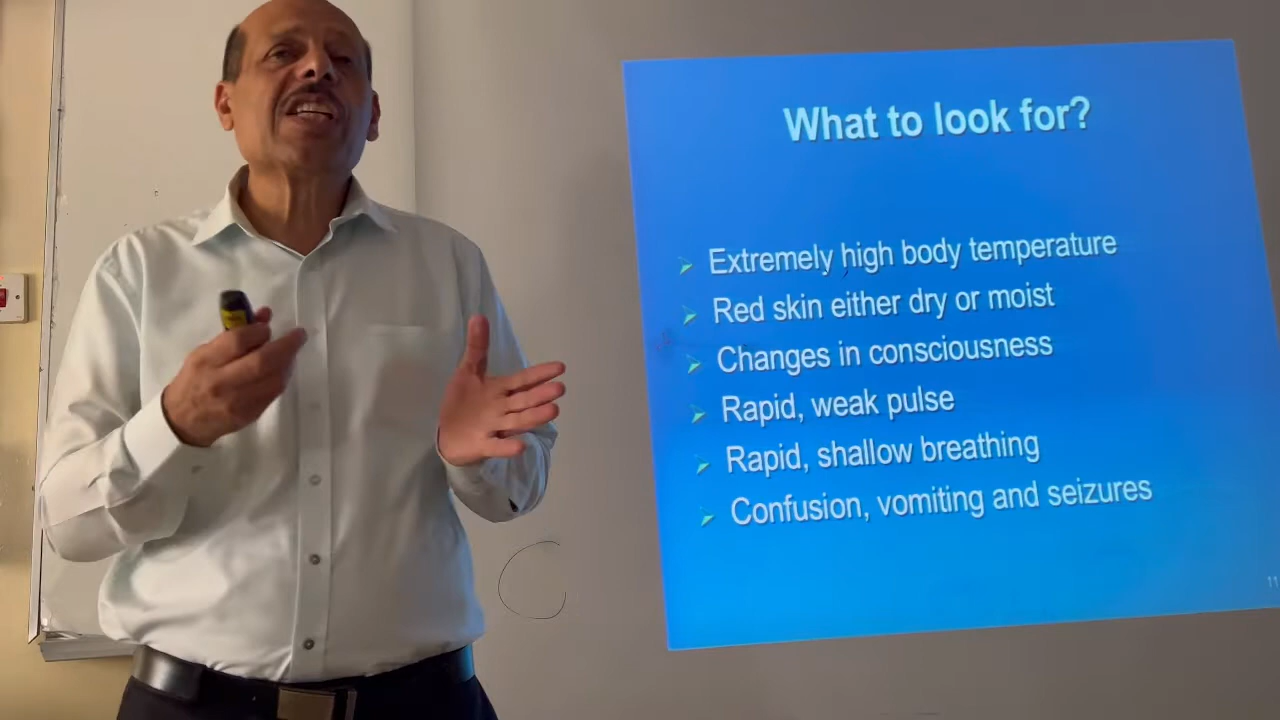 What to look for?
Extremely high body temperature
Red skin either dry or moist
Changes in consciousness
Rapid, weak pulse
Rapid, shallow breathing
Confusion, vomiting and seizures
11
C